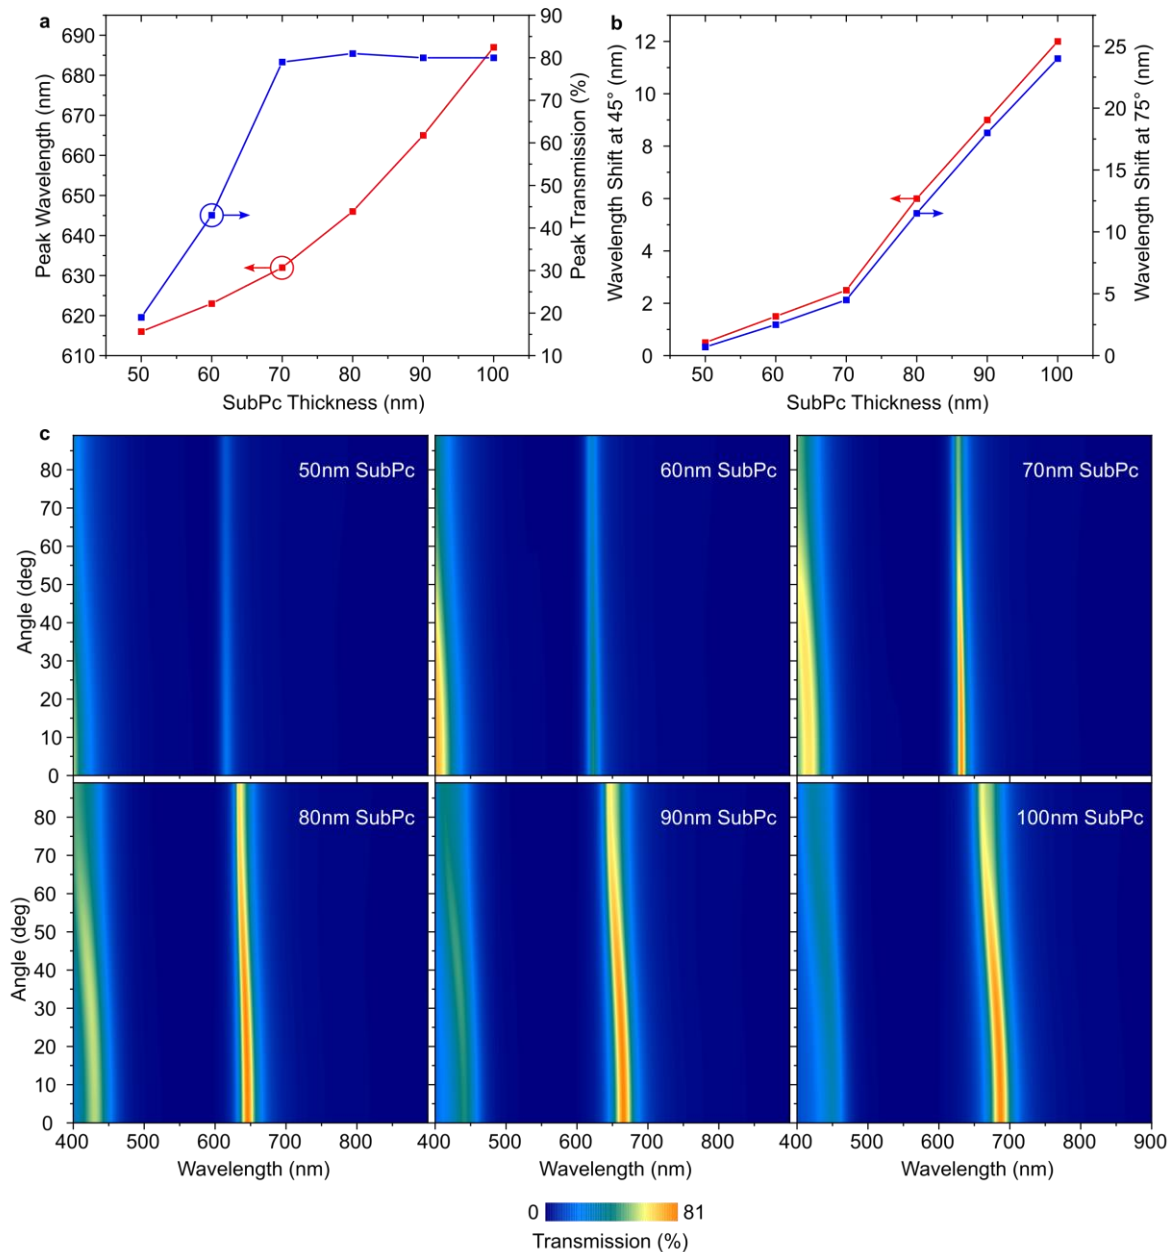 a
90
690
680
670
660
650
640
630
620
610
Peak Wavelength (nm)
80
70
60
50
40
30
20
10
Peak Transmission (%)
50 60 70 80 90 100
SubPc Thickness (nm)
b
12
10
8
6
4
2
0
Wavelength Shift at 45° (nm)
25
20
15
10
5
0
Wavelength Shift at 75° (nm)
50 60 70 80 90 100
SubPc Thickness (nm)
c
80
70
60
50
40
30
20
10
0
Angle (deg)
50nm SubPc
60nm SubPc
70nm SubPc
80
70
60
50
40
30
20
10
0
Angle (deg)
80nm SubPc
90nm SubPc
100nm SubPc
400 500 600 700 800 400 500 600 700 800 400 500 600 700 800 900
Wavelength (nm) Wavelength (nm) Wavelength (nm)
0 81
Transmission (%)